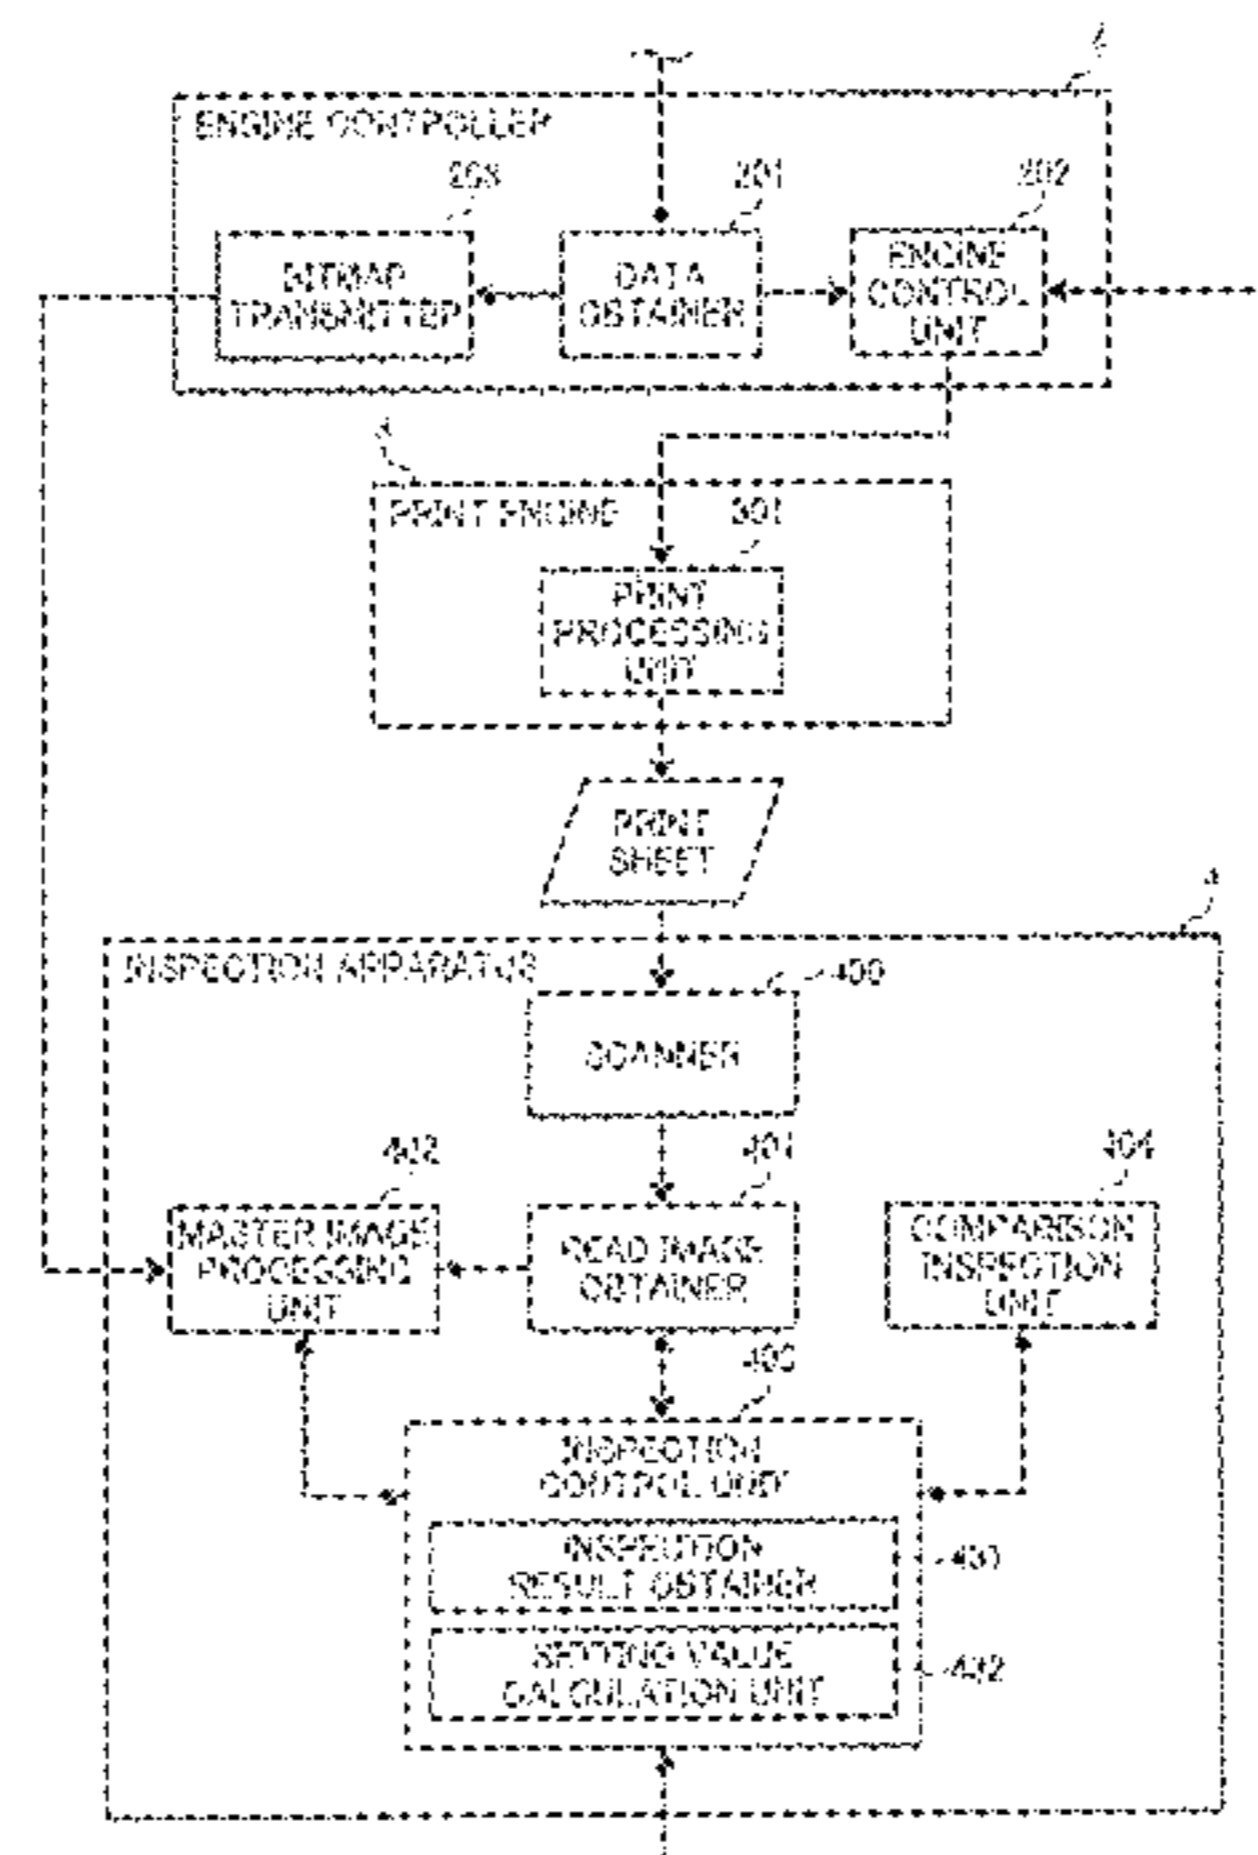 ENGINE CONTROLLER
203
201
202
BITMAP
TRANSMITTER
DATA
OBTAINER
ENGINE
CONTROL
UNIT
PRINT ENGINE
301
PRINT
PROCESSING
UNIT
PRINT
SHEET
4
INSPECTION APPARATUS
400
SCANNER
402
401
404
MASTER IMAGE
PROCESSING
UNIT
READ IMAGE
OBTAINER
COMPARISON
INSPECTION
UNIT
INSPECTION
CONTROL UNIT
INSPECTION
RESULT OBTAINER
SETTING VALUE
CALCULATION UNIT
432